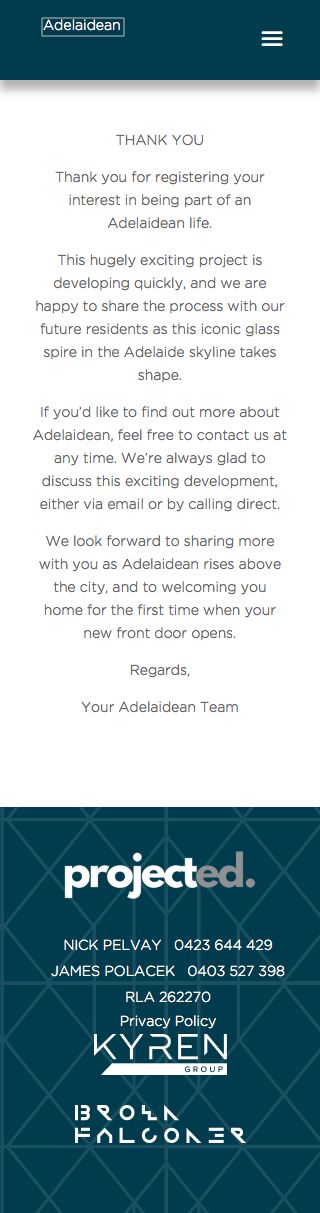 Adelaidean
THANK YOU
Thank you for registering your
interest in being part of an
Adelaidean life.
This hugely exciting project is
developing quickly, and we are
happy to share the process with our
future residents as this iconic glass
spire in the Adelaide skyline takes
shape.
If you’d like to find out more about
Adelaidean, feel free to contact us at
any time. We’re always glad to
discuss this exciting development,
either via email or by calling direct.
We look forward to sharing more
with you as Adelaidean rises above
the city, and to welcoming you
home for the first time when your
new front door opens.
Regards,
Your Adelaidean Team
projected.
NICK PELVAY 0423 644 429
JAMES POLACEK 0403 527 398
RLA 262270
Privacy Policy
KYREN
GROUP
BROWN
FALCONER